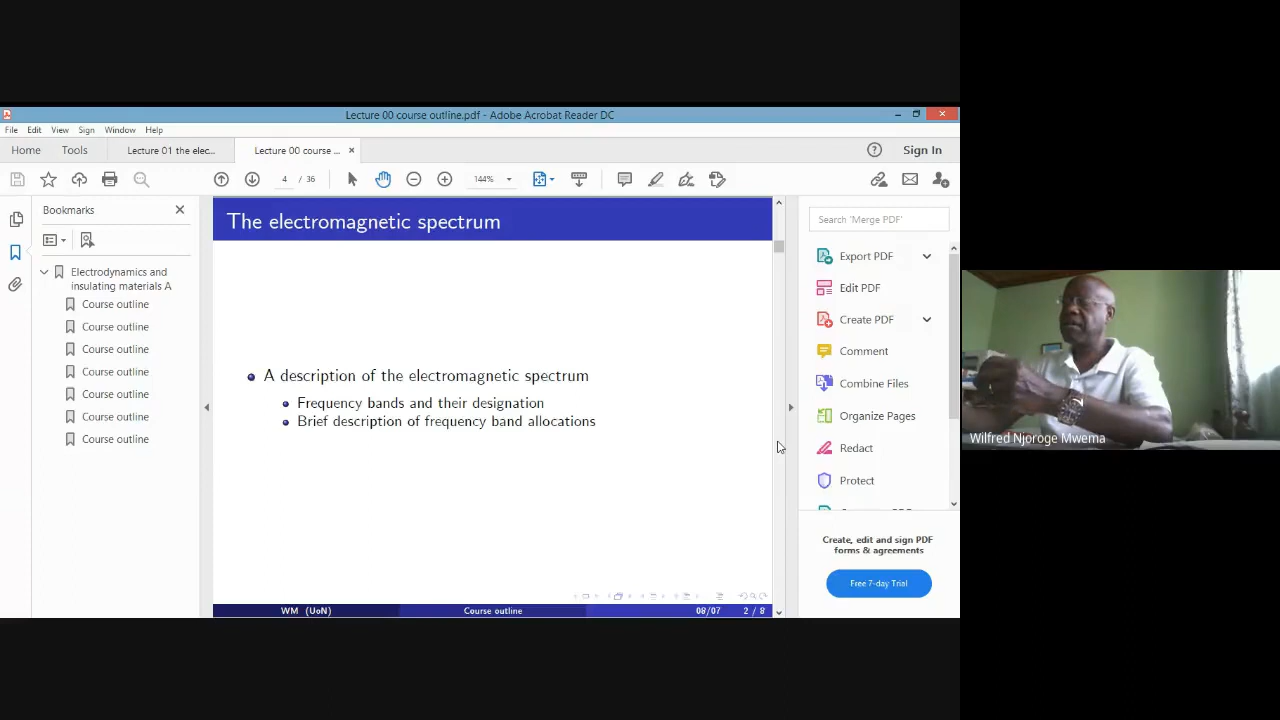 Lecture 00 course outline.pdf - Adobe Acrobat Reader DC
File Edit View Sign Window Help
Home Tools Lecture 01 the elec... Lecture 00 course ... Sign In
4 / 36 144%
Bookmarks
Electrodynamics and
insulating materials A
Course outline
Course outline
Course outline
Course outline
Course outline
Course outline
Course outline
The electromagnetic spectrum
A description of the electromagnetic spectrum
Frequency bands and their designation
Brief description of frequency band allocations
WM (UoN) Course outline 08/07 2 / 8
Search 'Merge PDF'
Export PDF
Edit PDF
Create PDF
Comment
Combine Files
Organize Pages
Redact
Protect
Create, edit and sign PDF
forms & agreements
Free 7-day Trial
Wilfred Njoroge Mwema